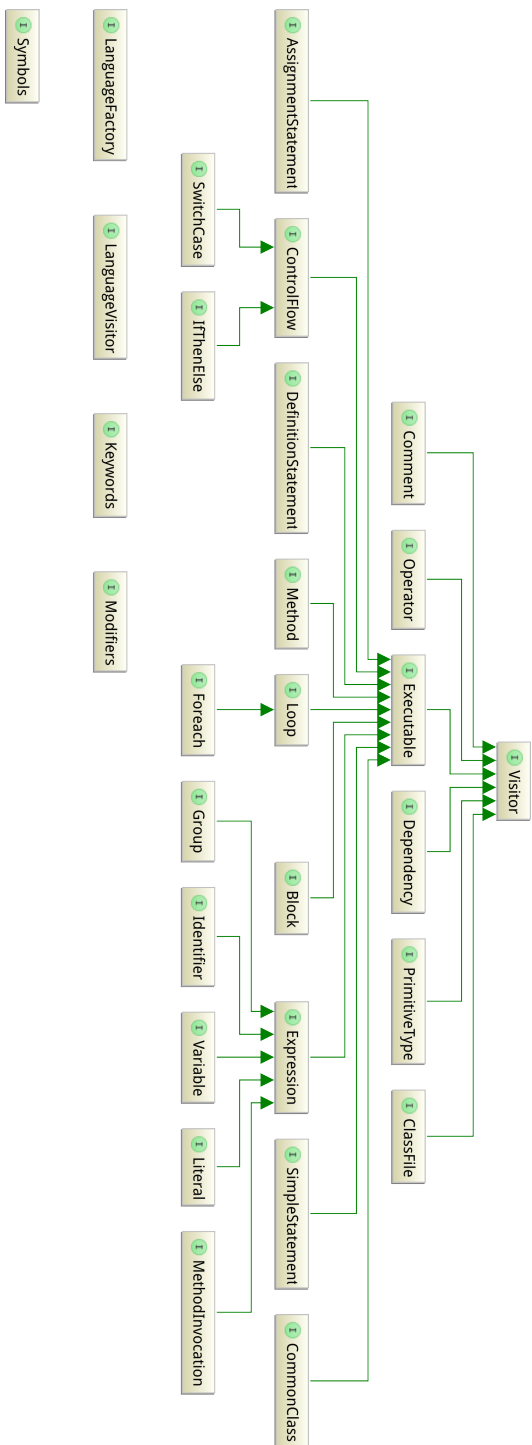 Visitor
Comment
Operator
Executable
Dependency
PrimitiveType
ClassFile
AssignmentStatement
ControlFlow
DefinitionStatement
Method
Loop
Block
Expression
SimpleStatement
CommonClass
SwitchCase
IfThenElse
Foreach
Group
Identifier
Variable
Literal
MethodInvocation
LanguageFactory
LanguageVisitor
Keywords
Modifiers
Symbols